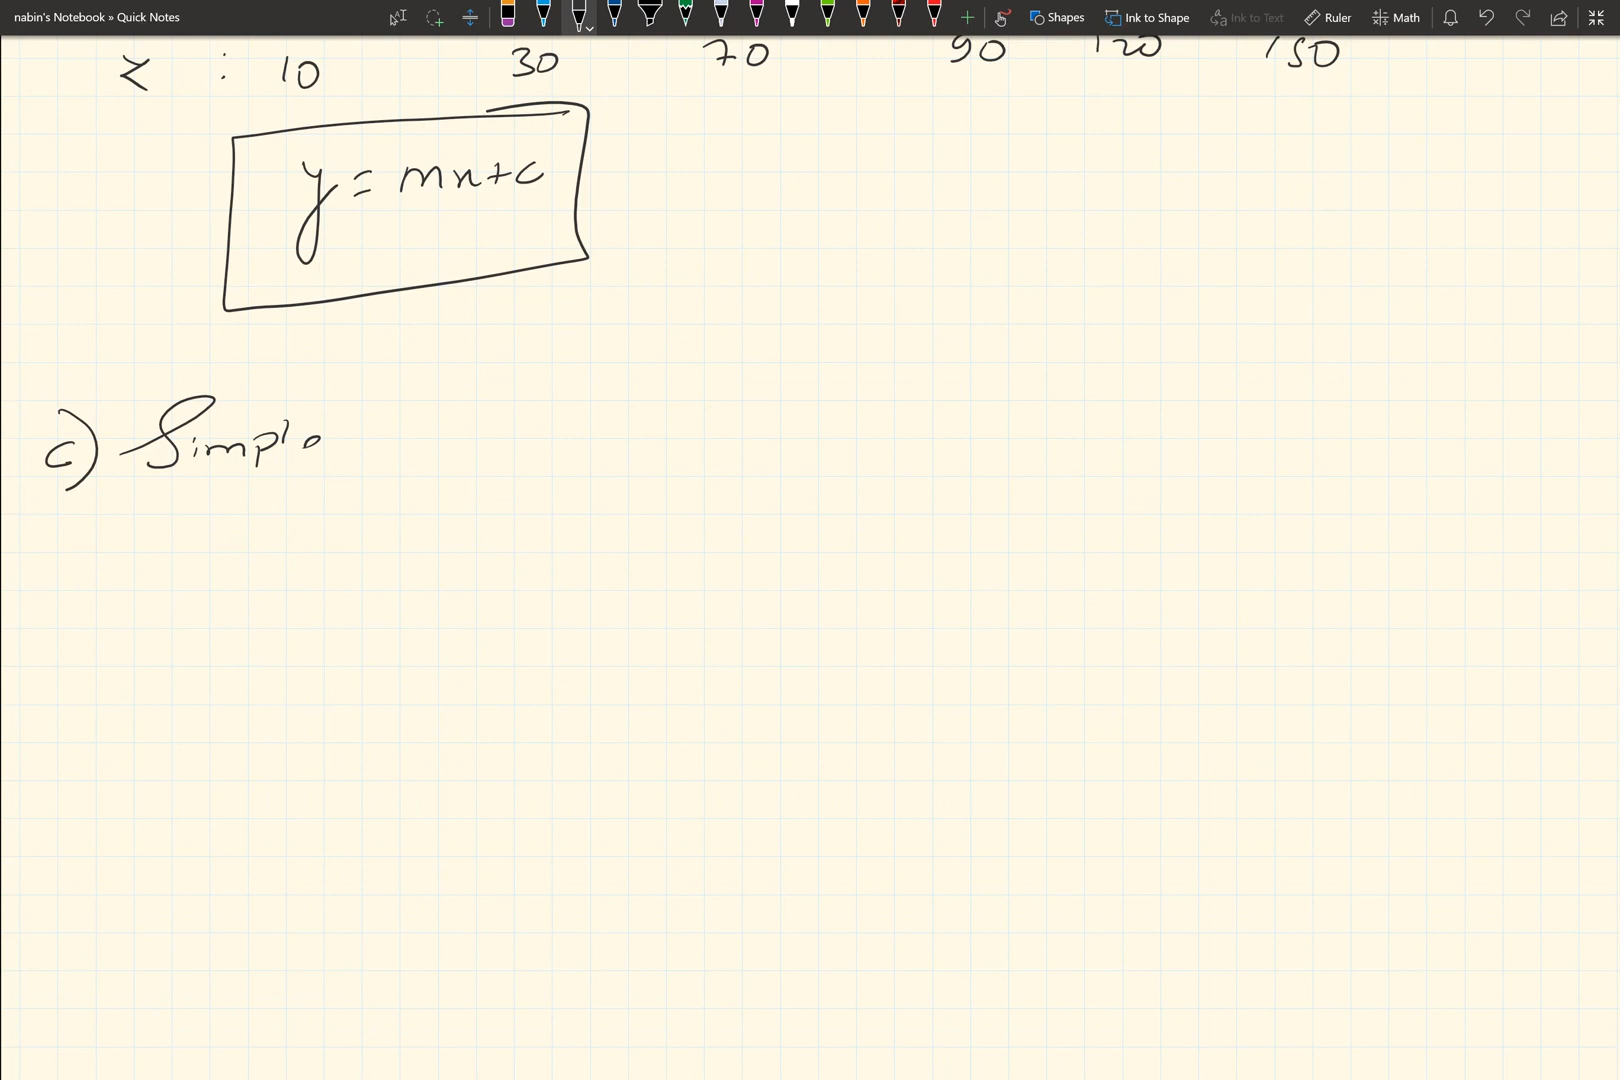 nabin's Notebook » Quick Notes Shapes Ink to Shape Ink to Text Ruler Math
z : 10 30 70 90 120 150
y = mx+c
c) Simple